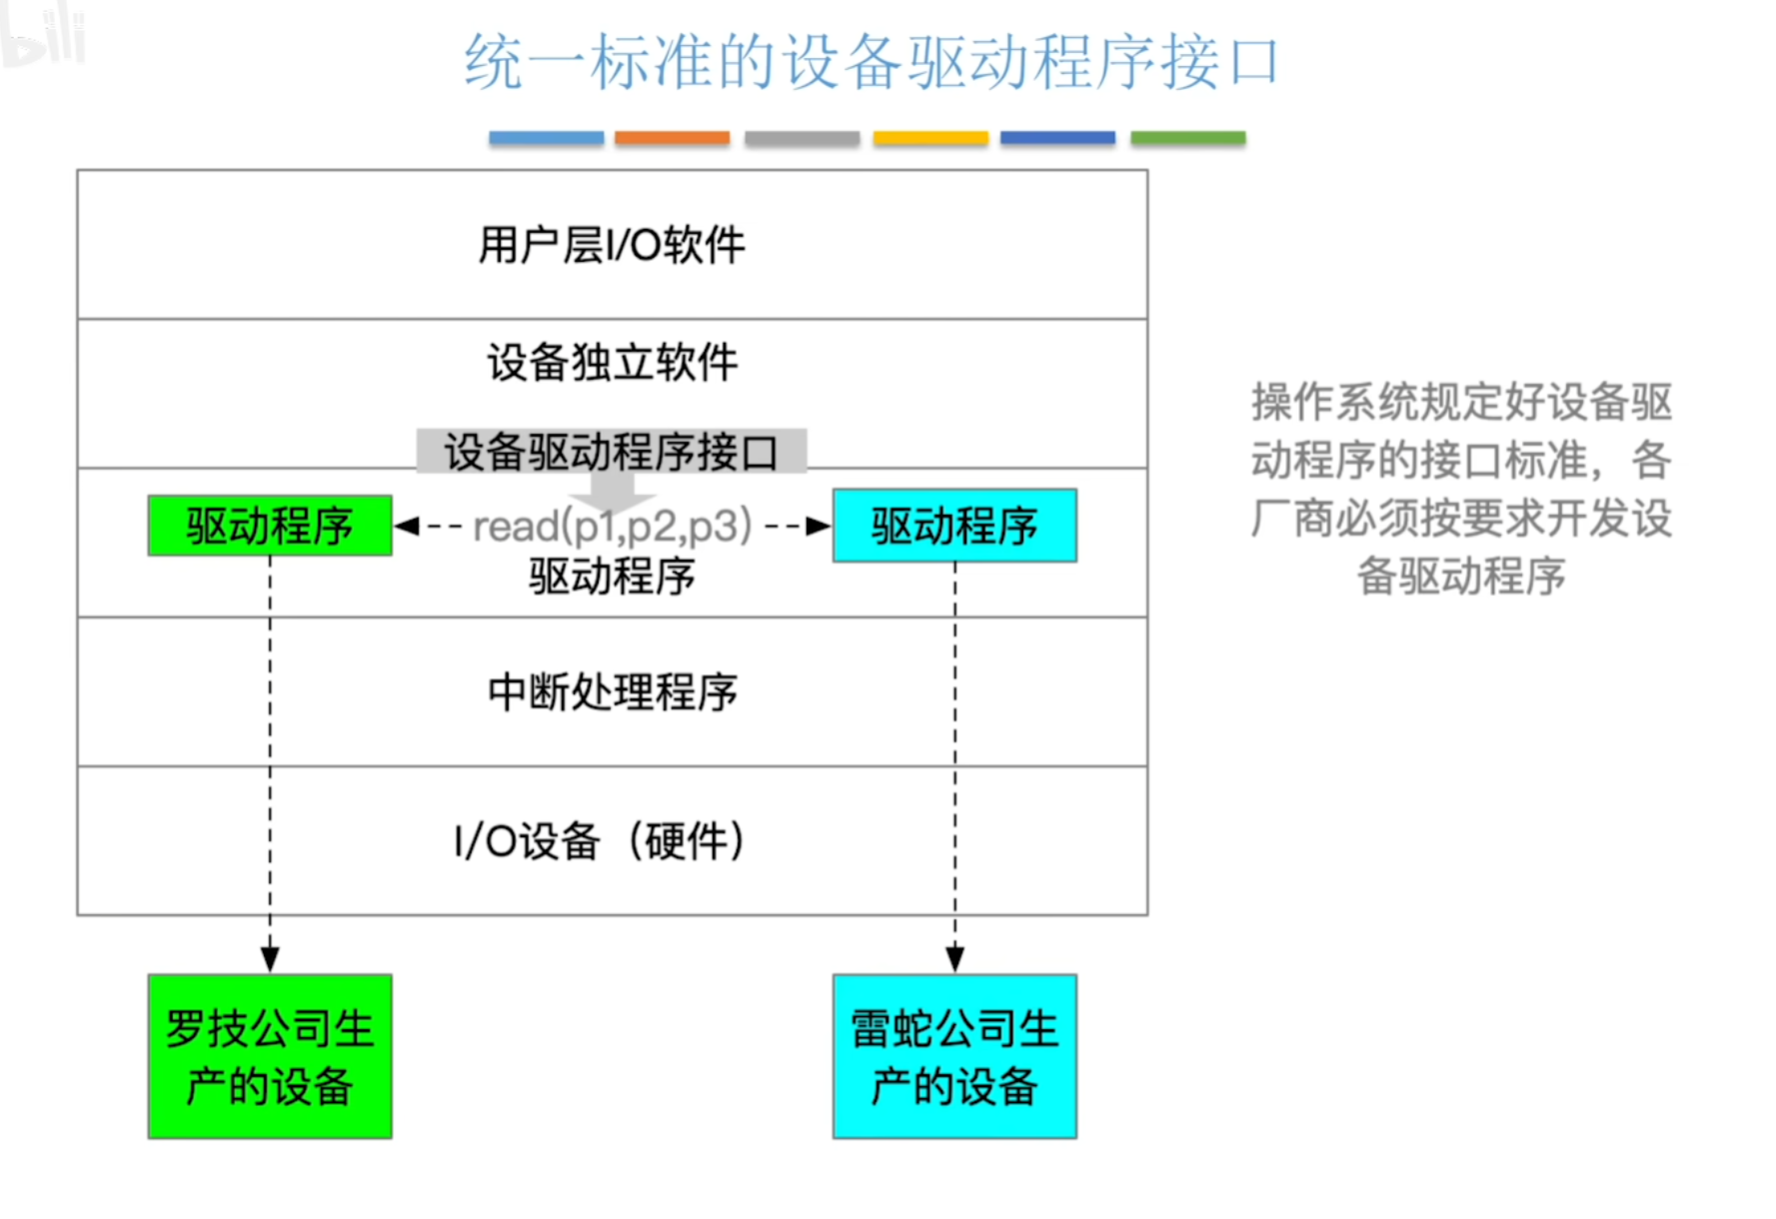 bili
统一标准的设备驱动程序接口
用户层I/O软件
设备独立软件
设备驱动程序接口
驱动程序
read(p1,p2,p3)
驱动程序
驱动程序
中断处理程序
I/O设备（硬件）
罗技公司生
产的设备
雷蛇公司生
产的设备
操作系统规定好设备驱
动程序的接口标准，各
厂商必须按要求开发设
备驱动程序